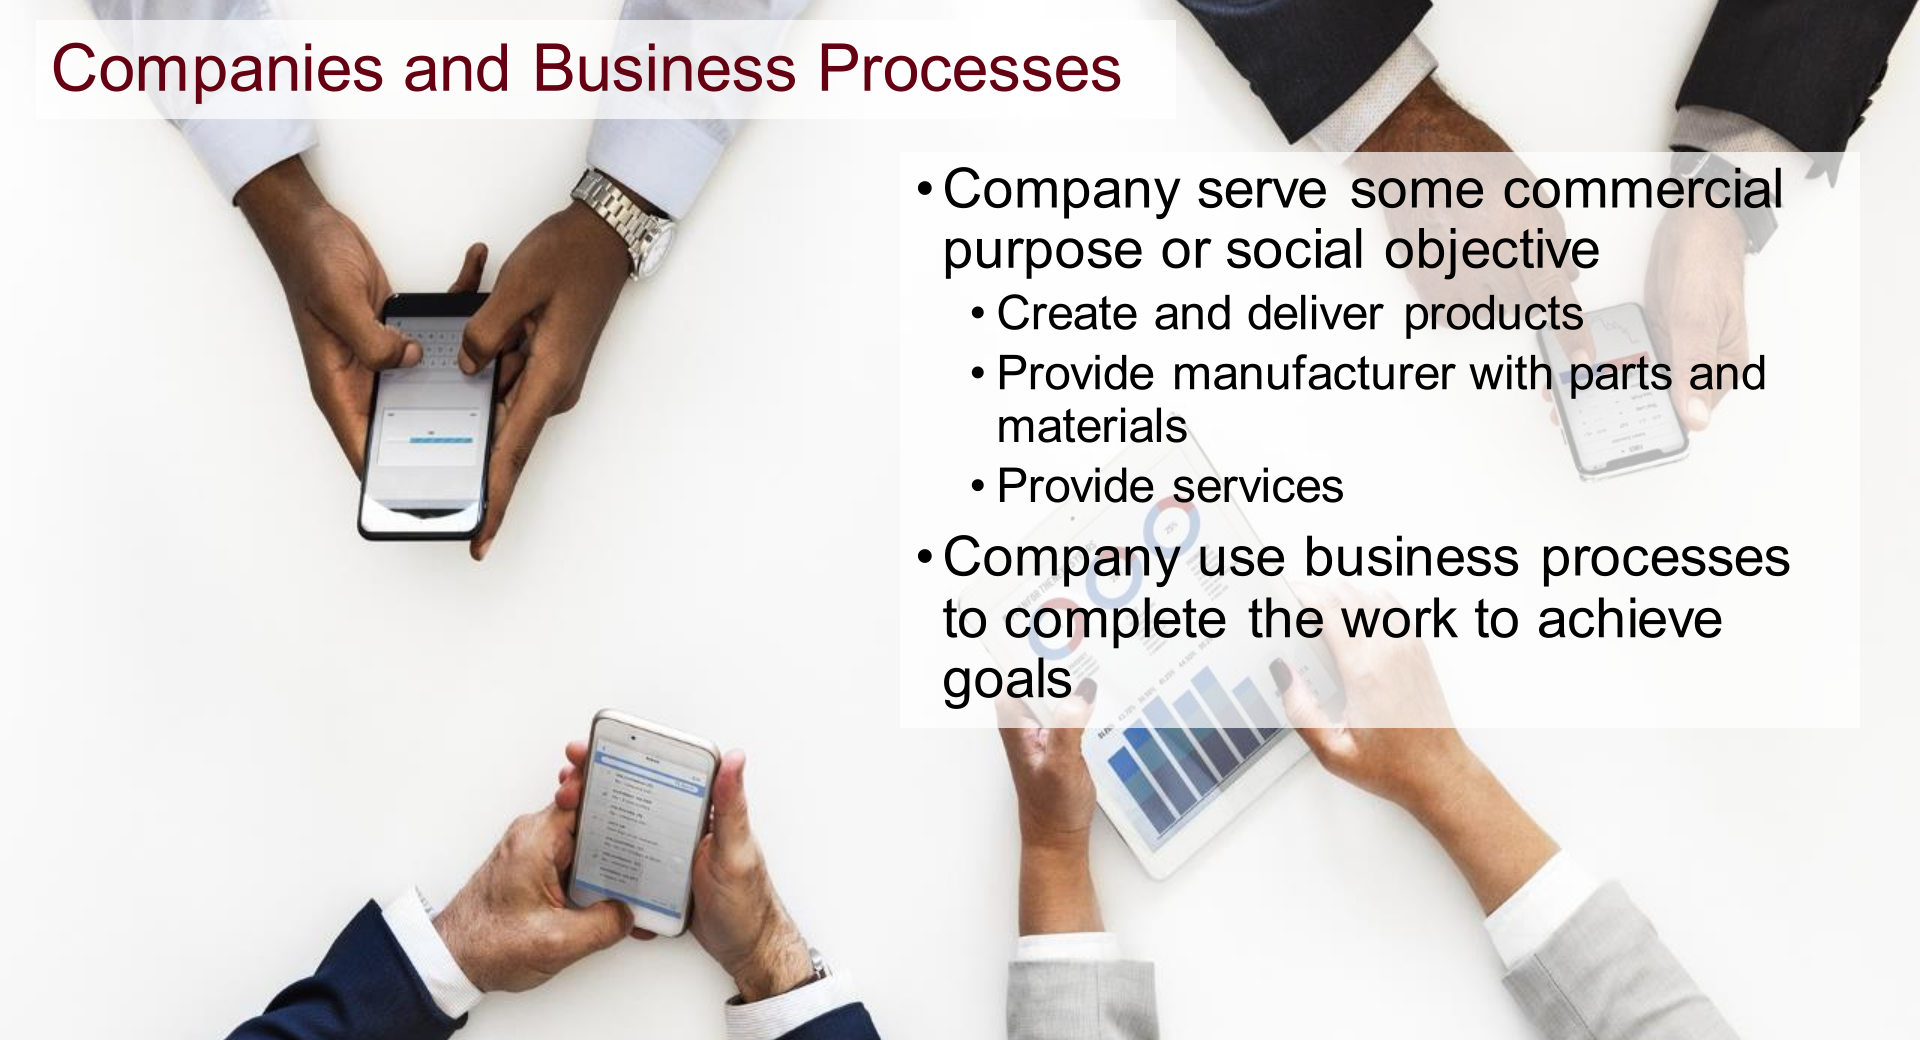 Companies and Business Processes
• Company serve some commercial
purpose or social objective
• Create and deliver products
• Provide manufacturer with parts and
materials
• Provide services
• Company use business processes
to complete the work to achieve
goals